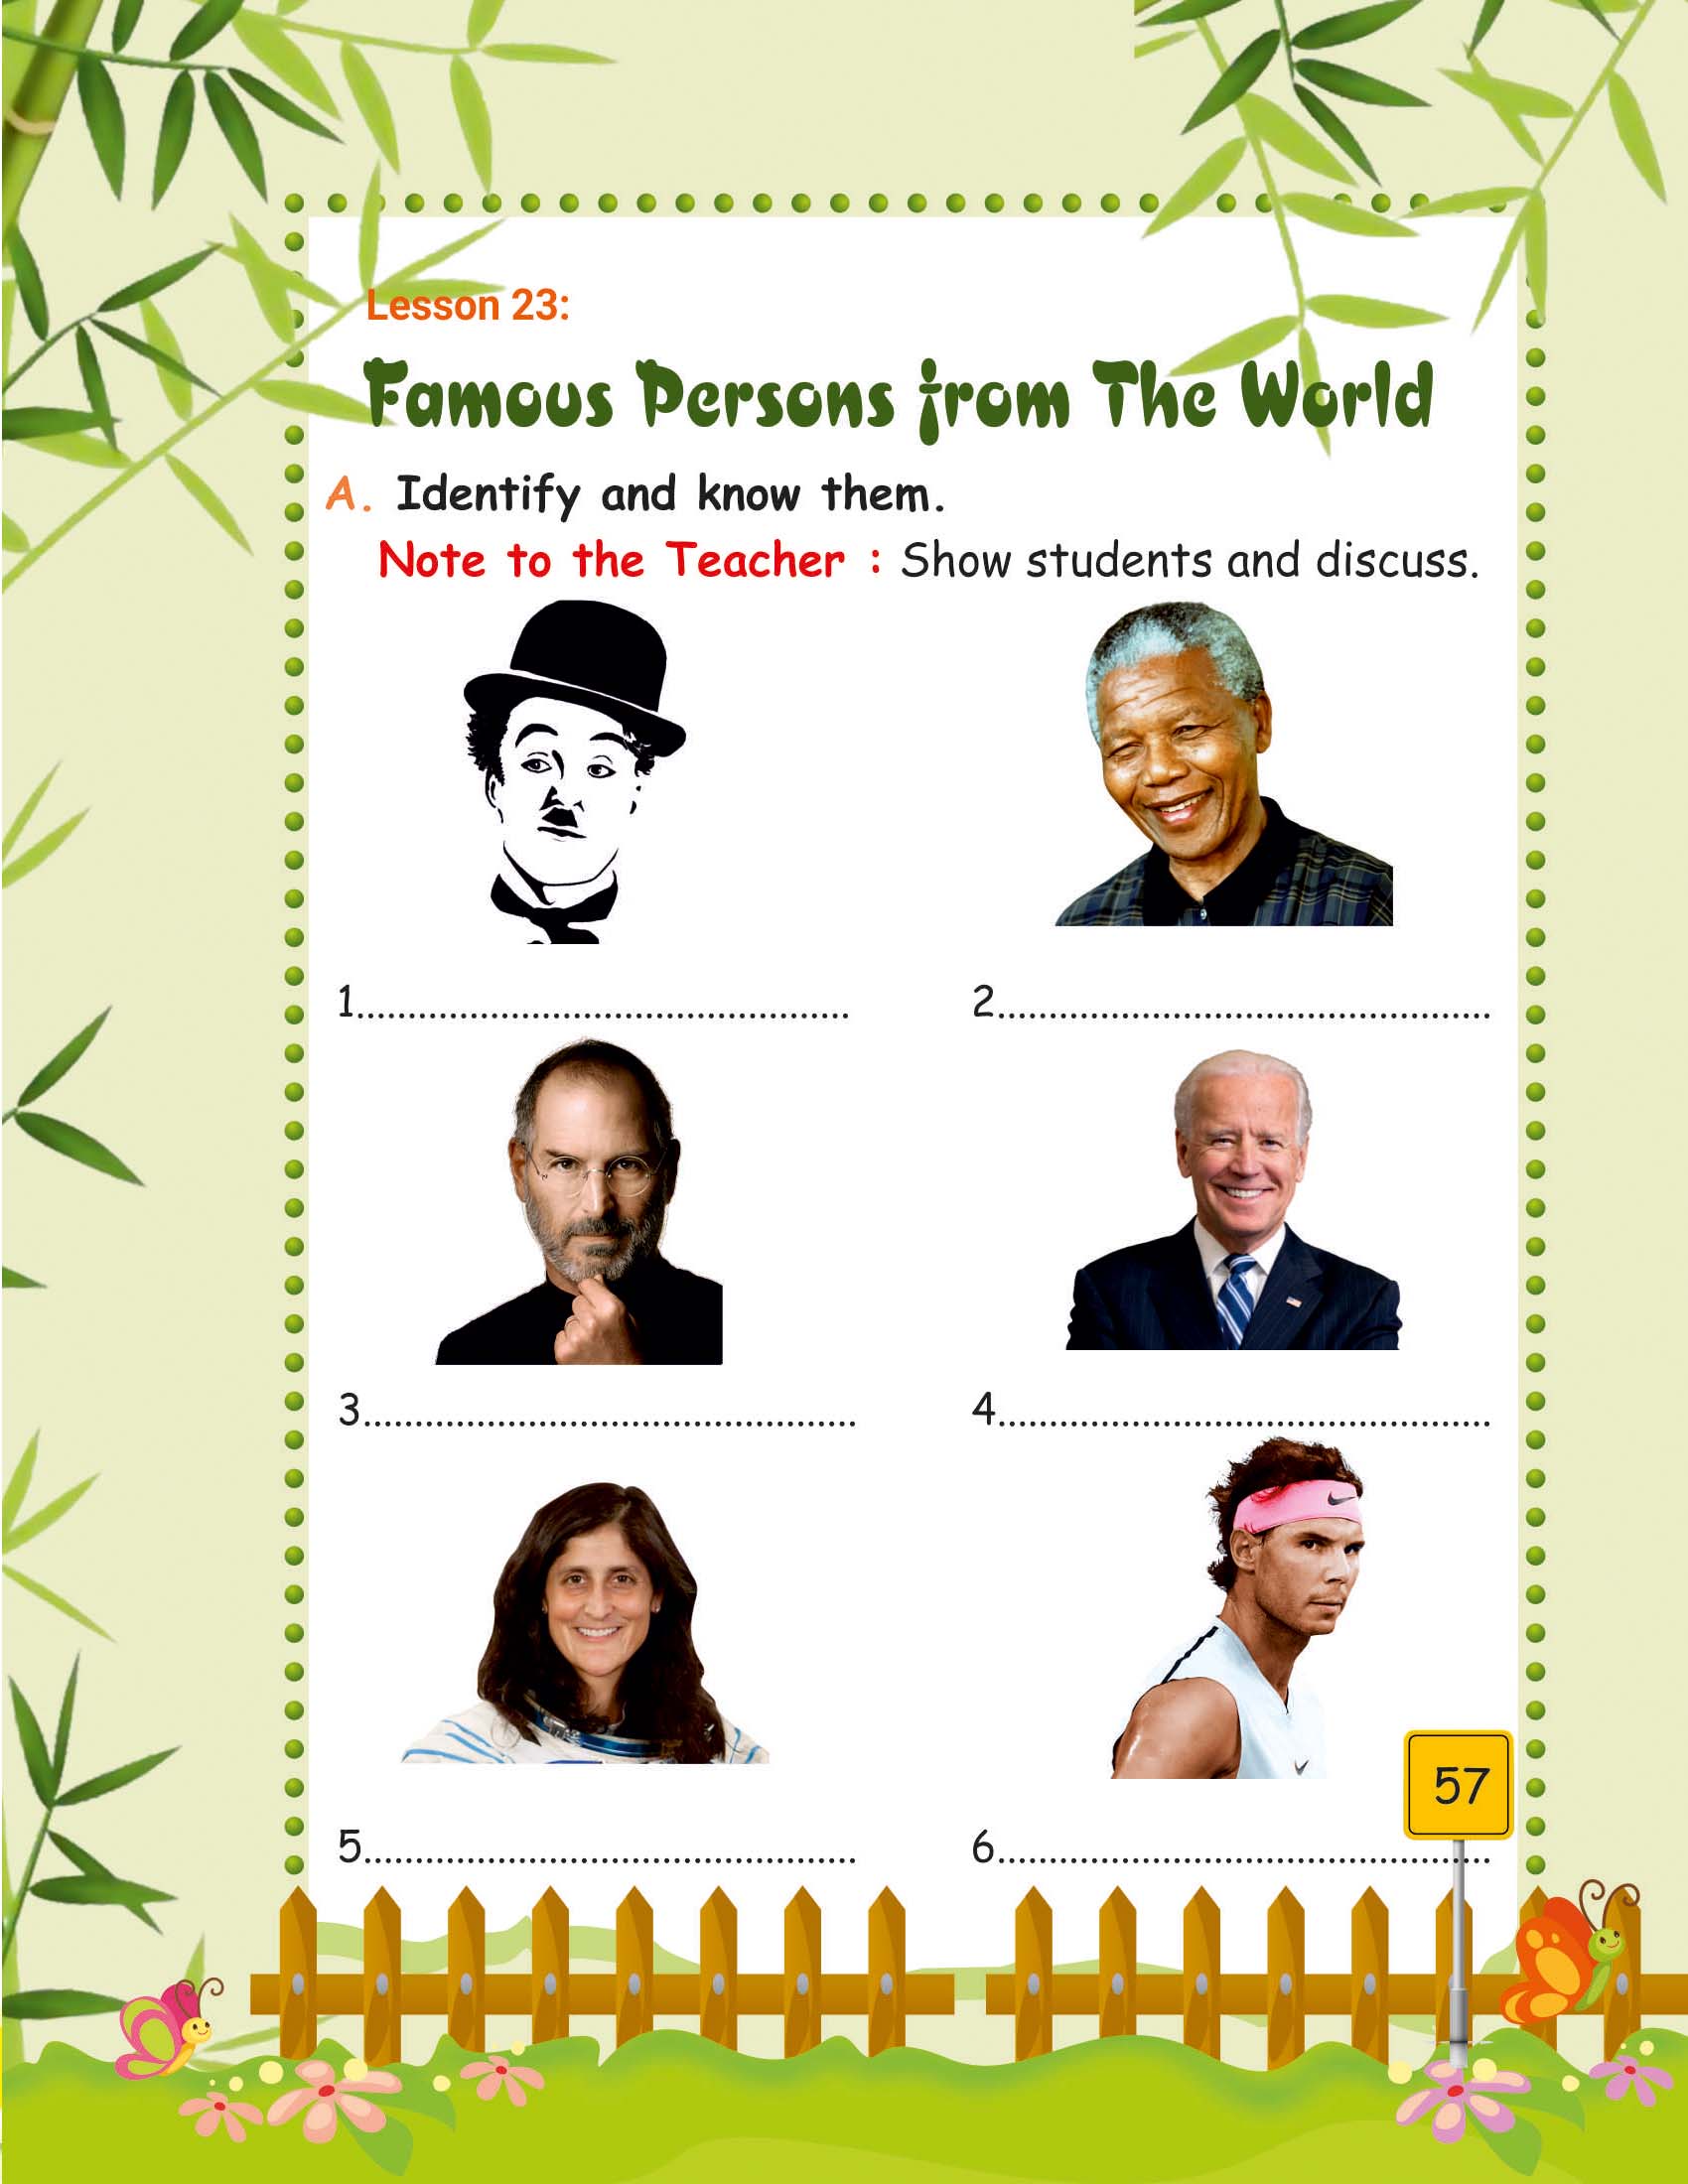 Lesson 23:
Famous Persons from The World
A. Identify and know them.
Note to the Teacher : Show students and discuss.
1................................................
2................................................
3................................................
4................................................
5................................................
6................................................
57